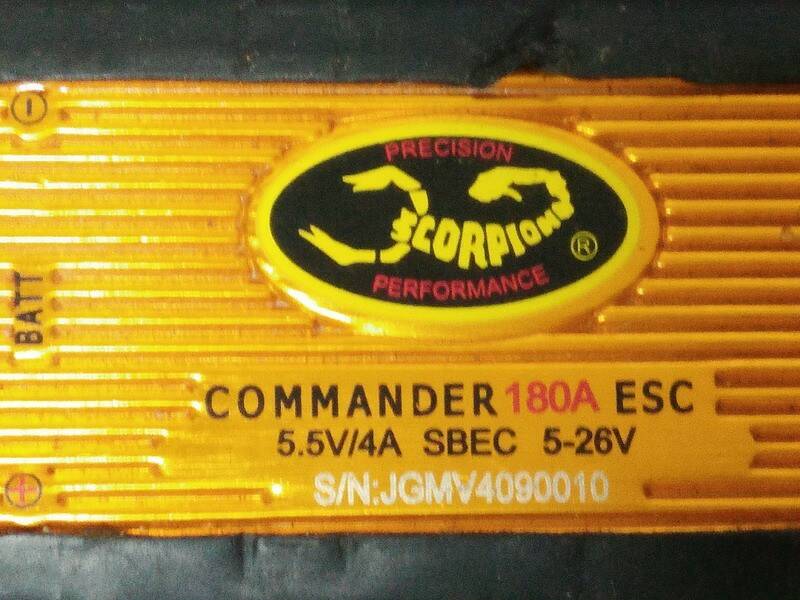 PRECISION
SCORPION
®
PERFORMANCE
BATT
COMMANDER 180A ESC
5.5V/4A SBEC 5-26V
S/N:JGMV4090010